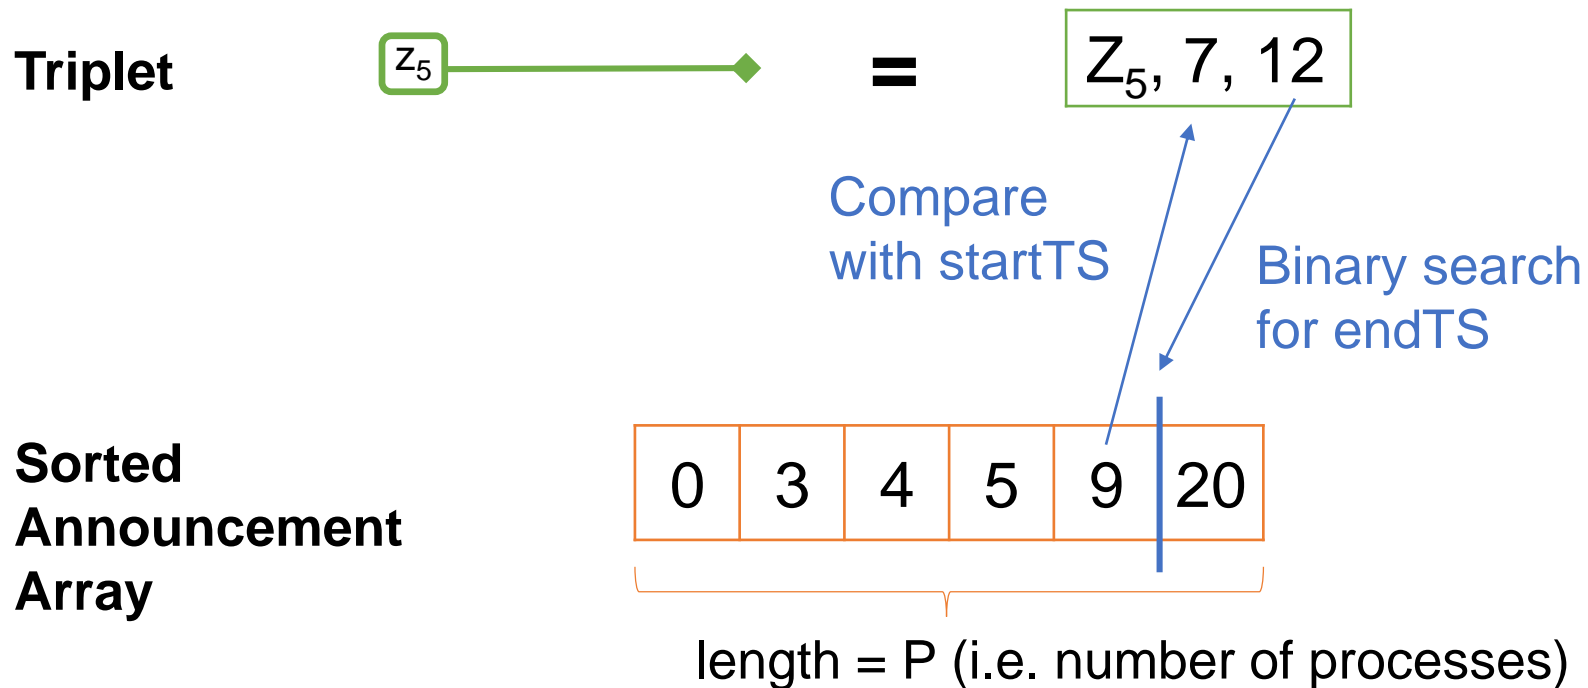 Triplet
Z₅
=
Z₅, 7, 12
Compare
with startTS
Binary search
for endTS
Sorted
Announcement
Array
0 3 4 5 9 20
length = P (i.e. number of processes)